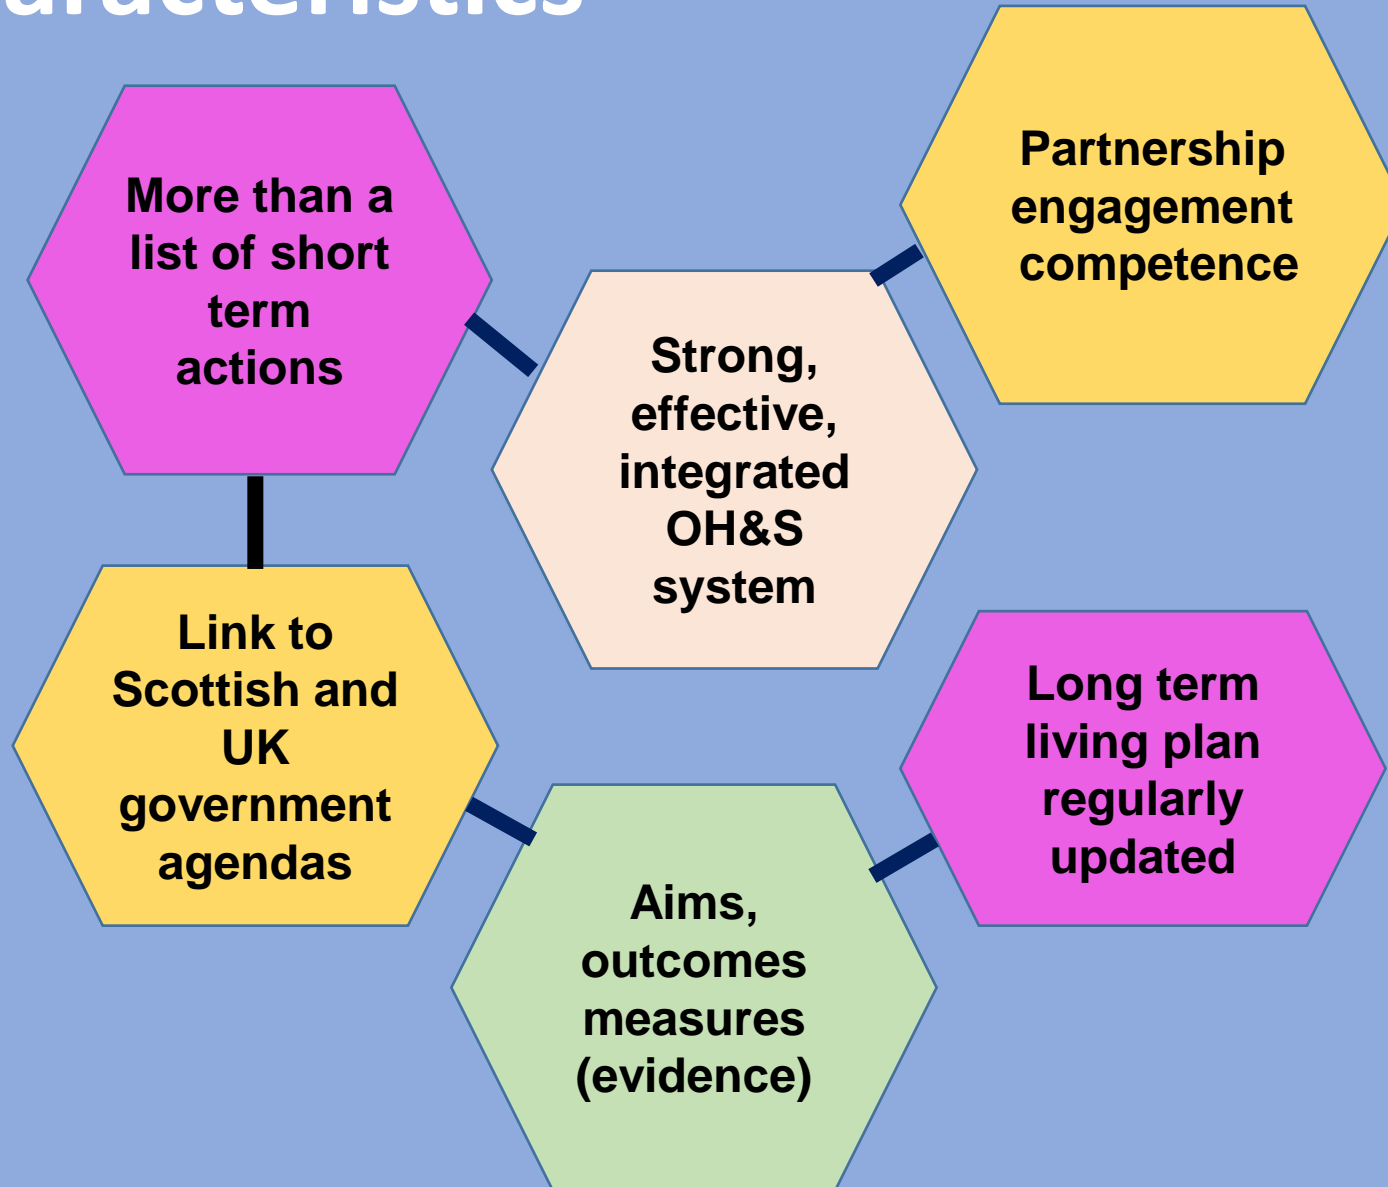 aracteristics
More than a
list of short
term
actions
Partnership
engagement
competence
Strong,
effective,
integrated
OH&S
system
Link to
Scottish and
UK
government
agendas
Long term
living plan
regularly
updated
Aims,
outcomes
measures
(evidence)